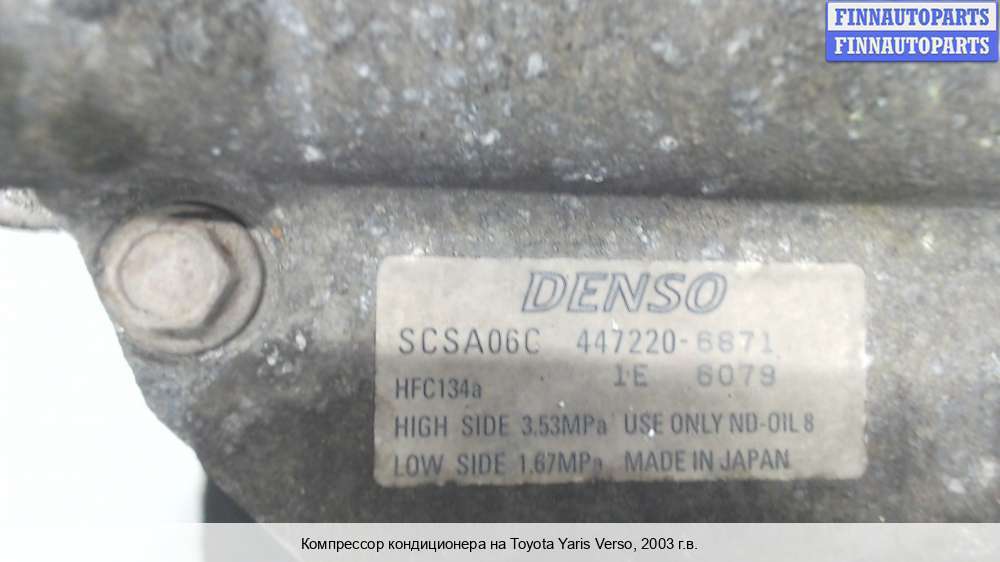 FINNAUTOPARTS
FINNAUTOPARTS
DENSO
SCSA06C 447220-6871
1E 6079
HFC134a
HIGH SIDE 3.53MPa USE ONLY ND-OIL 8
LOW SIDE 1.67MPa MADE IN JAPAN
Компрессор кондиционера на Toyota Yaris Verso, 2003 г.в.